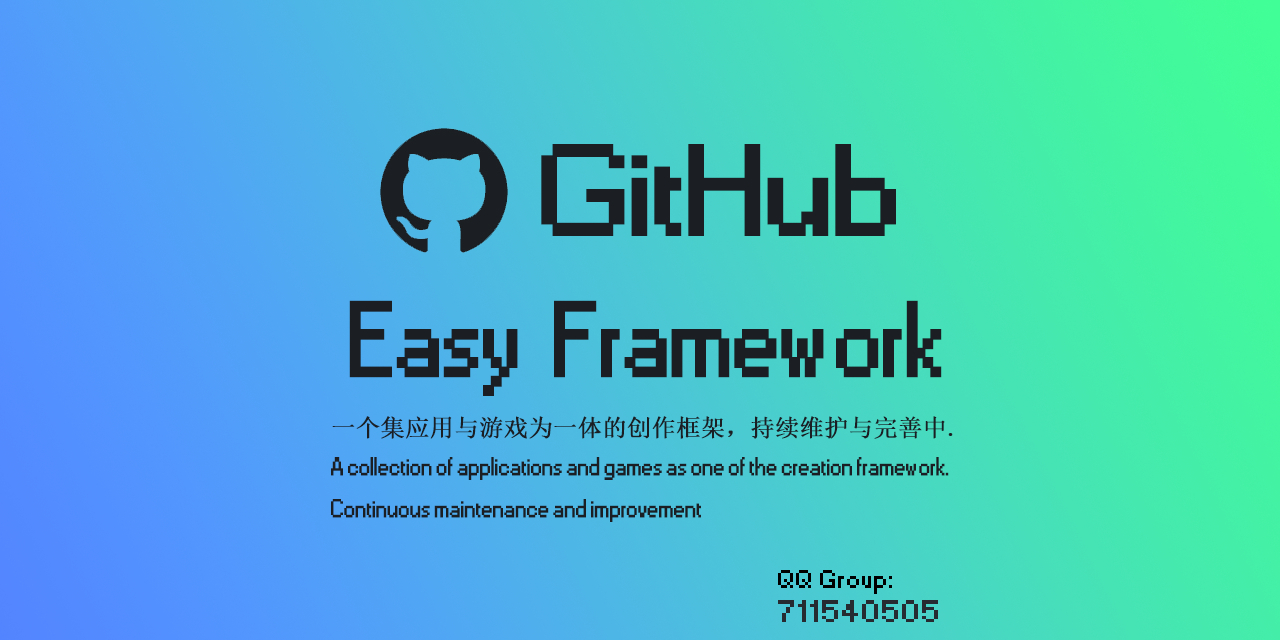 GitHub
Easy Framework
一个集应用与游戏为一体的创作框架，持续维护与完善中.
A collection of applications and games as one of the creation framework.
Continuous maintenance and improvement
QQ Group:
711540505